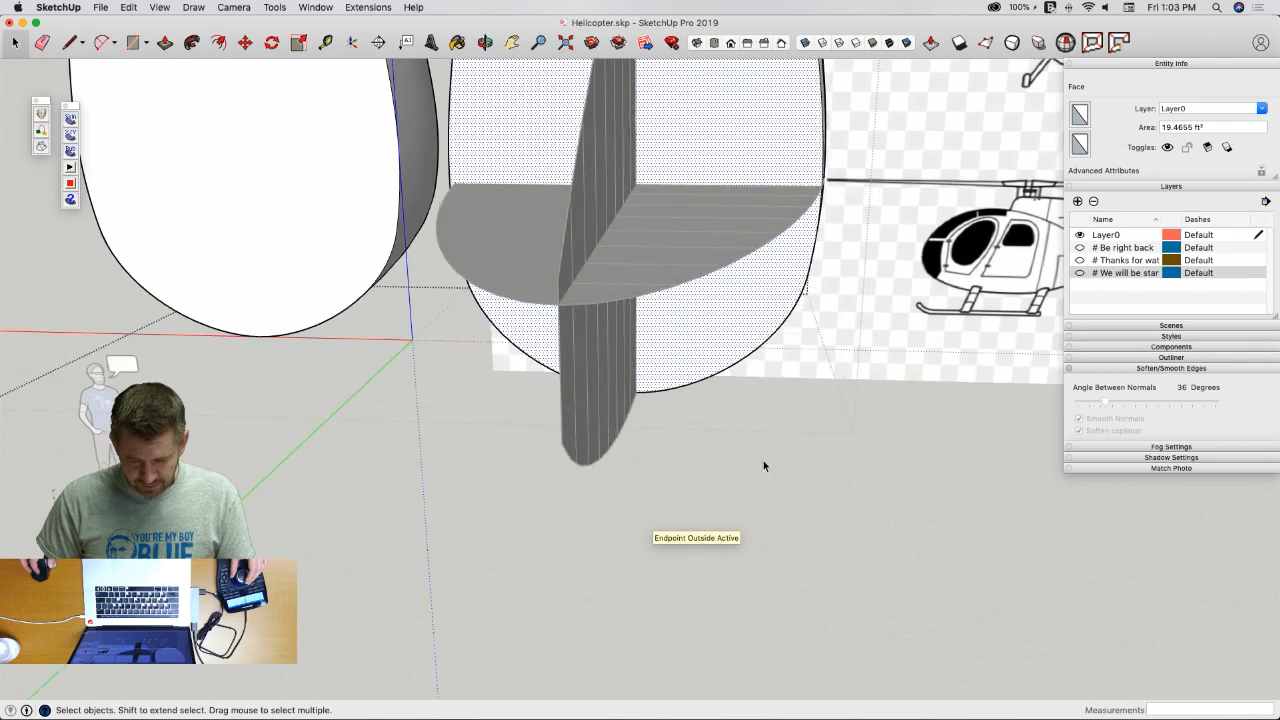 SketchUp File Edit View Draw Camera Tools Window Extensions Help 100% Fri 1:03 PM
Helicopter.skp - SketchUp Pro 2019
Entity Info
Face
Layer: Layer0
Area: 19.4655 ft²
Toggles:
Advanced Attributes
Layers
Name Dashes
Layer0 Default
# Be right back Default
# Thanks for wat Default
# We will be star Default
Scenes
Styles
Components
Outliner
Soften/Smooth Edges
Angle Between Normals 36 Degrees
Smooth Normals
Soften coplanar
Fog Settings
Shadow Settings
Match Photo
Endpoint Outside Active
YOU'RE MY BOY
BLUE
Select objects. Shift to extend select. Drag mouse to select multiple. Measurements